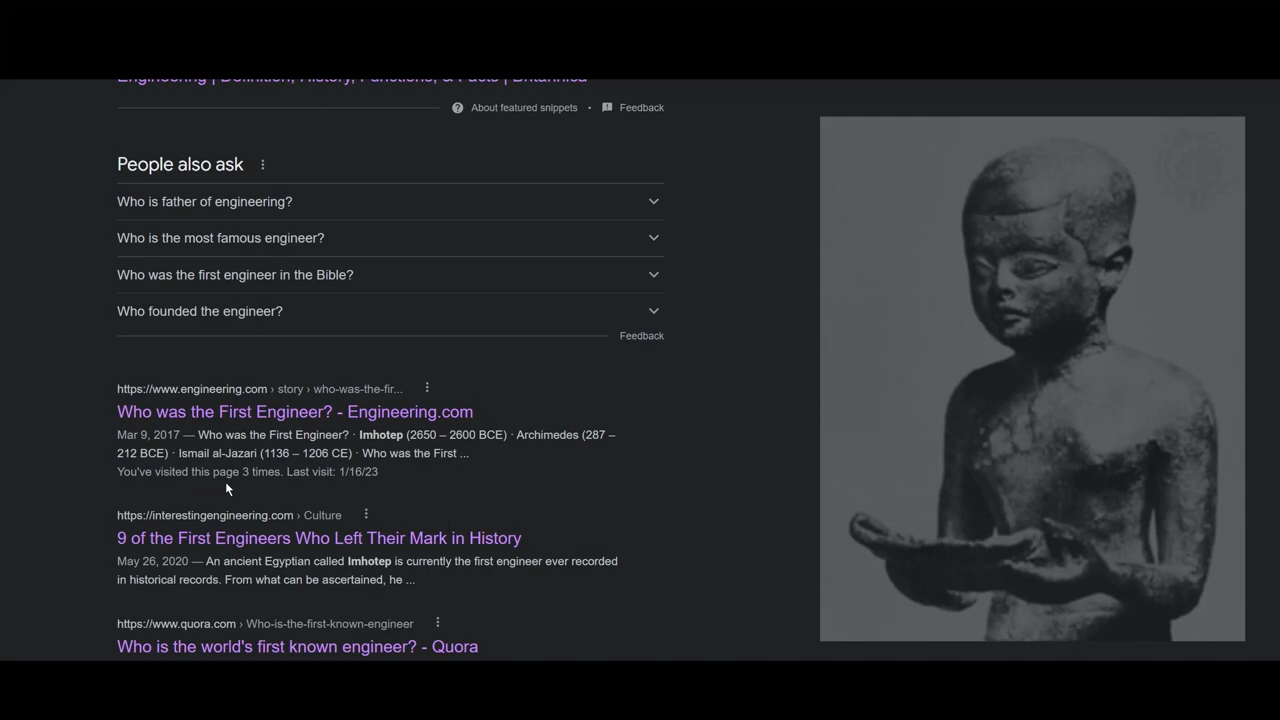 Engineering | Definition, History, Functions, & Facts | Britannica
About featured snippets • Feedback
People also ask
Who is father of engineering?
Who is the most famous engineer?
Who was the first engineer in the Bible?
Who founded the engineer?
Feedback
https://www.engineering.com › story › who-was-the-fir...
Who was the First Engineer? - Engineering.com
Mar 9, 2017 — Who was the First Engineer? · Imhotep (2650 – 2600 BCE) · Archimedes (287 –
212 BCE) · Ismail al-Jazari (1136 – 1206 CE) · Who was the First ...
You've visited this page 3 times. Last visit: 1/16/23
https://interestingengineering.com › Culture
9 of the First Engineers Who Left Their Mark in History
May 26, 2020 — An ancient Egyptian called Imhotep is currently the first engineer ever recorded
in historical records. From what can be ascertained, he ...
https://www.quora.com › Who-is-the-first-known-engineer
Who is the world's first known engineer? - Quora